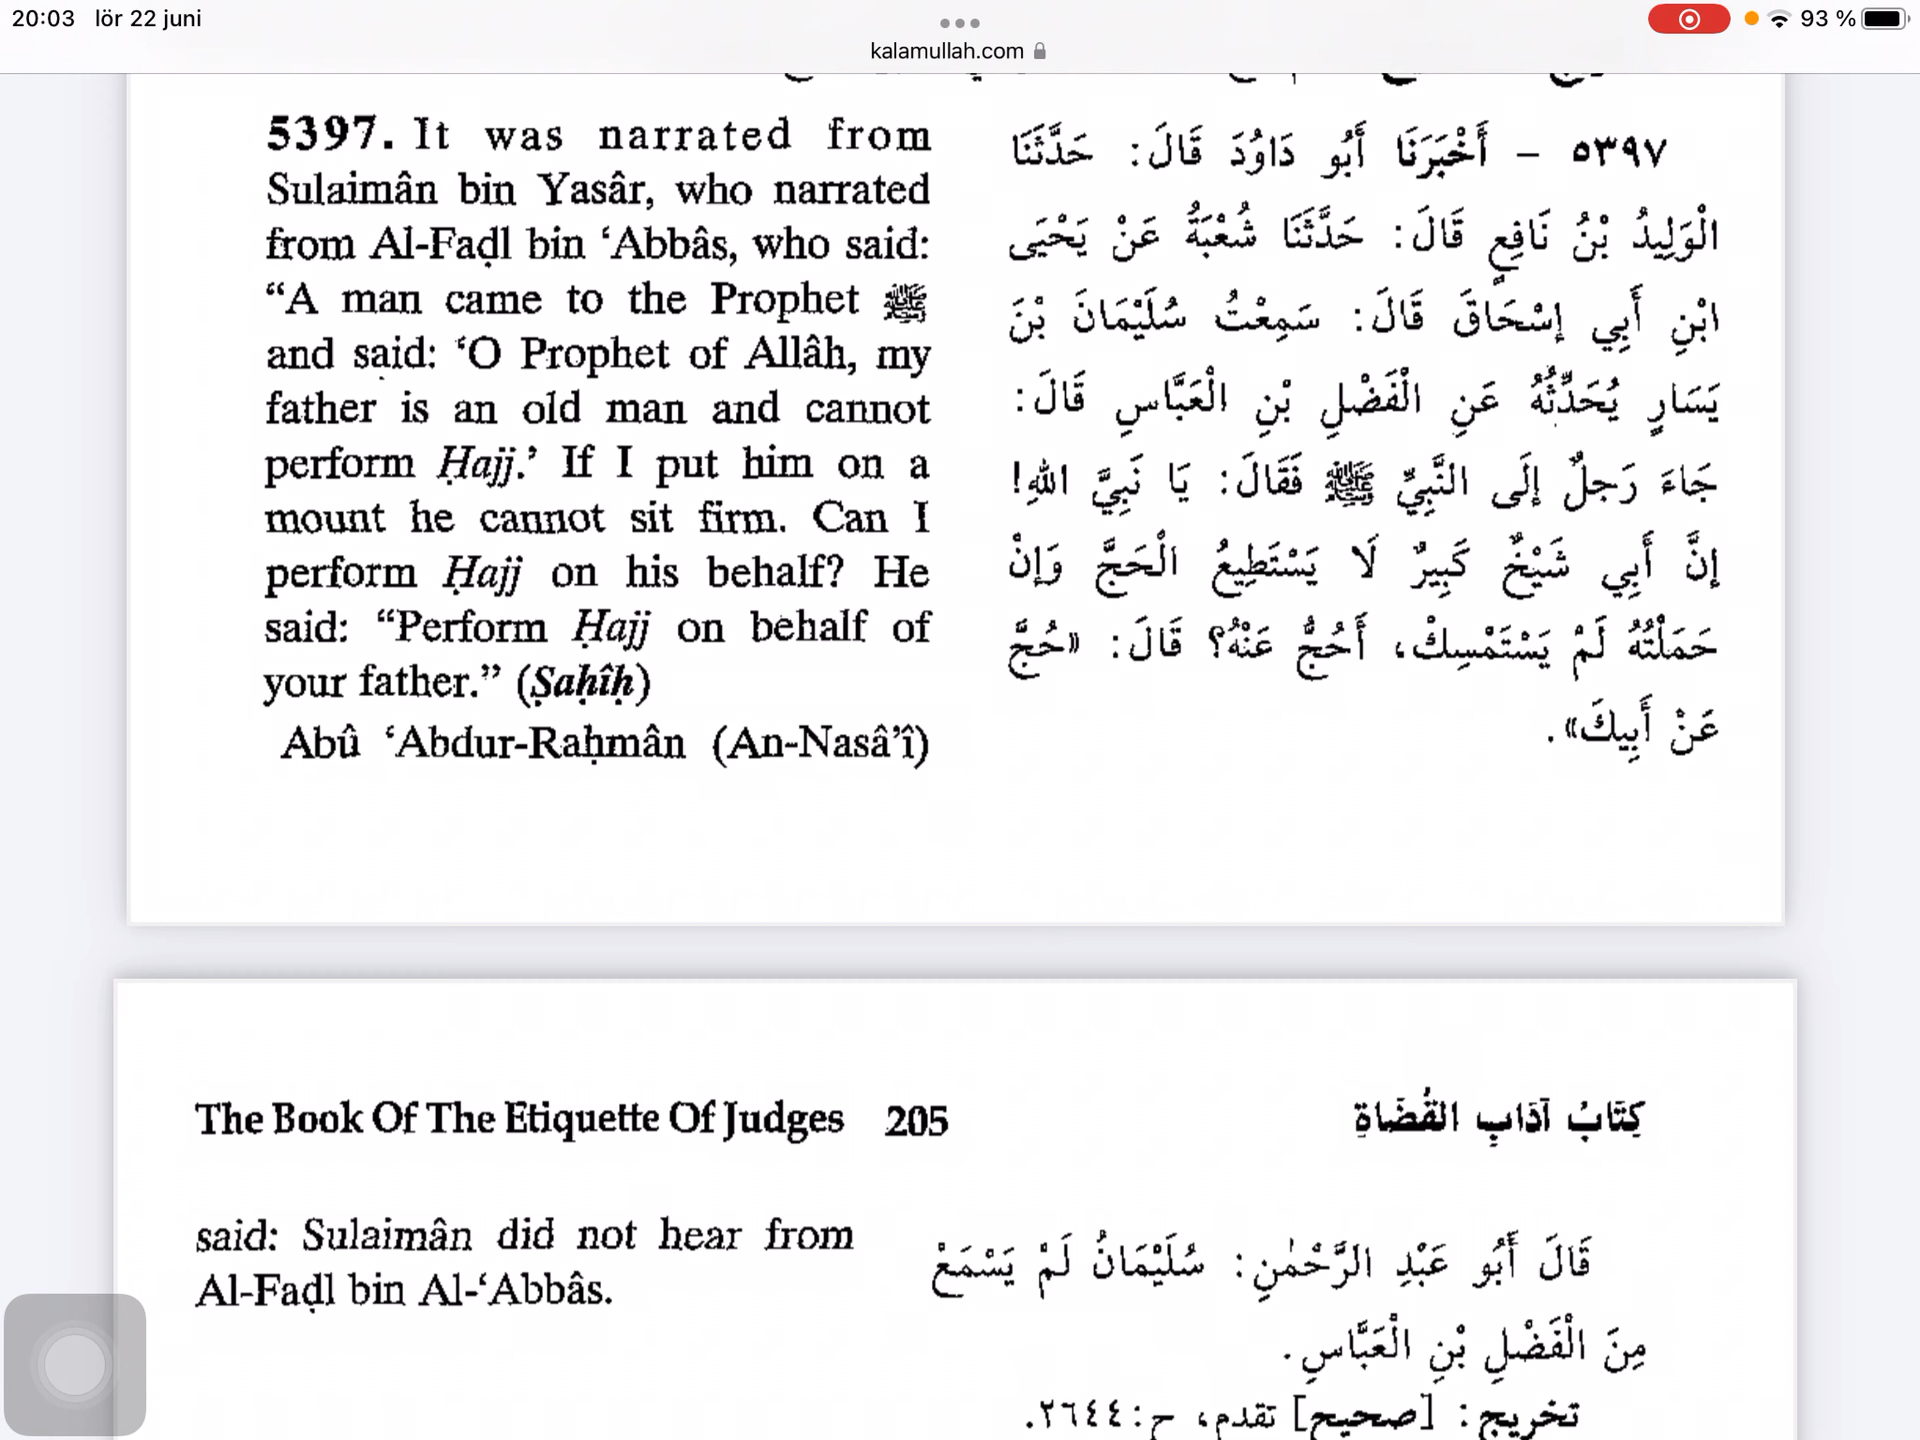 20:03 lör 22 juni
93 %
kalamullah.com
5397. It was narrated from
Sulaimân bin Yasâr, who narrated
from Al-Faḍl bin ‘Abbâs, who said:
“A man came to the Prophet ﷺ
and said: ‘O Prophet of Allâh, my
father is an old man and cannot
perform Ḥajj.’ If I put him on a
mount he cannot sit firm. Can I
perform Ḥajj on his behalf? He
said: “Perform Ḥajj on behalf of
your father.” (Ṣaḥîḥ)
Abû ‘Abdur-Raḥmân (An-Nasâ’î)
٥٣٩٧ – أَخْبَرَنَا أَبُو دَاوُدَ قَالَ: حَدَّثَنَا
الْوَلِيدُ بْنُ نَافِعٍ قَالَ: حَدَّثَنَا شُعْبَةُ عَنْ يَحْيَى
ابْنِ أَبِي إِسْحَاقَ قَالَ: سَمِعْتُ سُلَيْمَانَ بْنَ
يَسَارٍ يُحَدِّثُهُ عَنِ الْفَضْلِ بْنِ الْعَبَّاسِ قَالَ:
جَاءَ رَجُلٌ إِلَى النَّبِيِّ ﷺ فَقَالَ: يَا نَبِيَّ اللهِ!
إِنَّ أَبِي شَيْخٌ كَبِيرٌ لَا يَسْتَطِيعُ الْحَجَّ وَإِنْ
حَمَلْتُهُ لَمْ يَسْتَمْسِكْ، أَحُجُّ عَنْهُ؟ قَالَ: «حُجَّ
عَنْ أَبِيكَ».
The Book Of The Etiquette Of Judges 205
كِتَابُ آدَابِ القُضَاةِ
said: Sulaimân did not hear from
Al-Faḍl bin Al-‘Abbâs.
قَالَ أَبُو عَبْدِ الرَّحْمٰنِ: سُلَيْمَانُ لَمْ يَسْمَعْ
مِنَ الْفَضْلِ بْنِ الْعَبَّاسِ.
تخريج: [صحيح] تقدم، ح:٢٦٤٤.